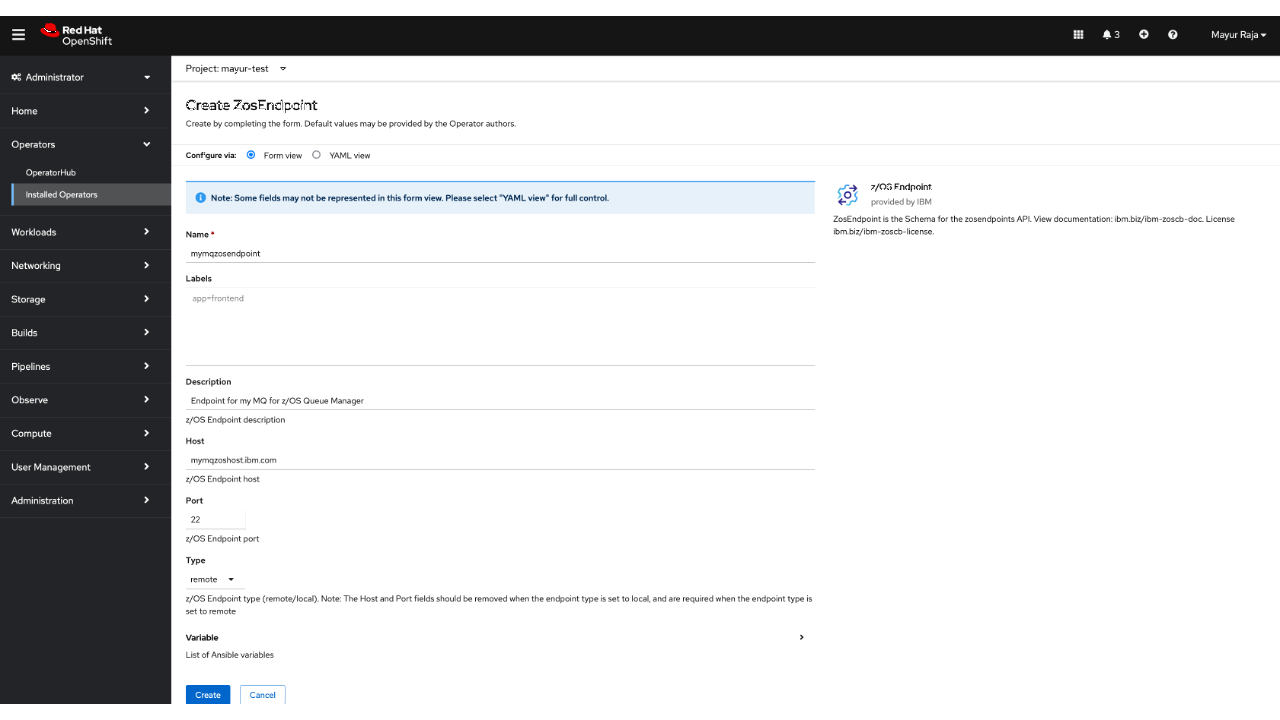 Red Hat
OpenShift
3
Mayur Raja
Administrator
Home
Operators
OperatorHub
Installed Operators
Workloads
Networking
Storage
Builds
Pipelines
Observe
Compute
User Management
Administration
Project: mayur-test
Create ZosEndpoint
Create by completing the form. Default values may be provided by the Operator authors.
Configure via: Form view YAML view
Note: Some fields may not be represented in this form view. Please select "YAML view" for full control.
Name *
mymqzosendpoint
Labels
app=frontend
Description
Endpoint for my MQ for z/OS Queue Manager
z/OS Endpoint description
Host
mymqzoshost.ibm.com
z/OS Endpoint host
Port
22
z/OS Endpoint port
Type
remote
z/OS Endpoint type (remote/local). Note: The Host and Port fields should be removed when the endpoint type is set to local, and are required when the endpoint type is
set to remote
Variable
List of Ansible variables
Create Cancel
z/OS Endpoint
provided by IBM
ZosEndpoint is the Schema for the zosendpoints API. View documentation: ibm.biz/ibm-zoscb-doc. License
ibm.biz/ibm-zoscb-license.